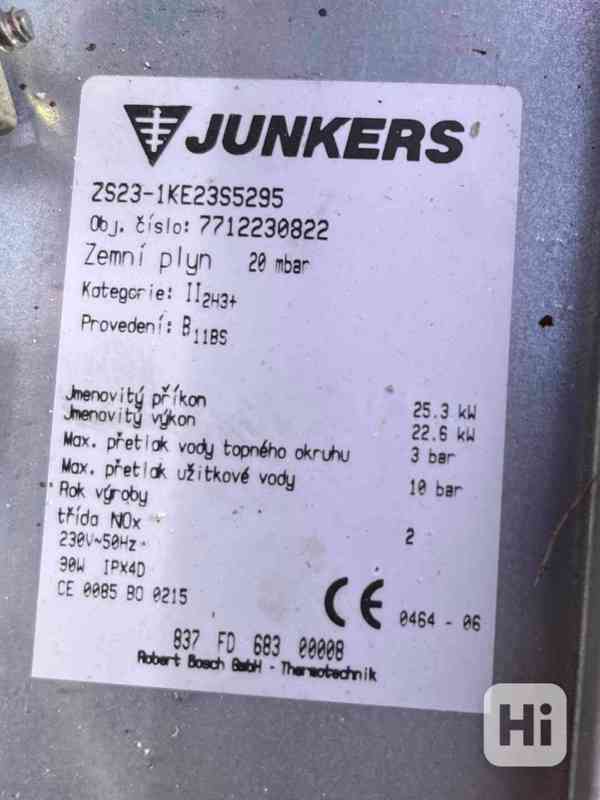 JUNKERS
ZS23-1KE23S5295
Obj. číslo: 7712230822
Zemní plyn 20 mbar
Kategorie: II2H3+
Provedení: B11BS
Jmenovitý příkon 25.3 kW
Jmenovitý výkon 22.6 kW
Max. přetlak vody topného okruhu 3 bar
Max. přetlak užitkové vody 10 bar
Rok výroby
třída NOx 2
230V~50Hz
90W IPX4D
CE 0085 BO 0215
CE 0464 - 06
837 FD 683 00008
Robert Bosch GmbH - Thermotechnik
Hi